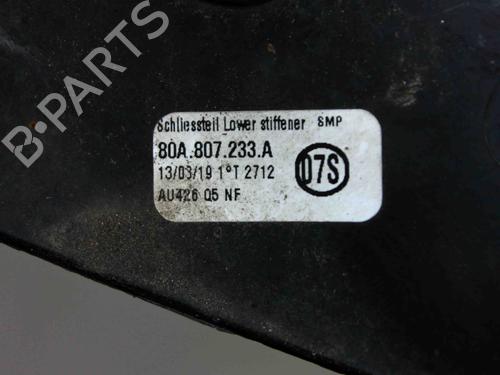 B-PARTS
Schliessteil Lower stiffener SMP
80A.807.233.A
13/03/19 1°T 2712
AU426 Q5 NF
07S